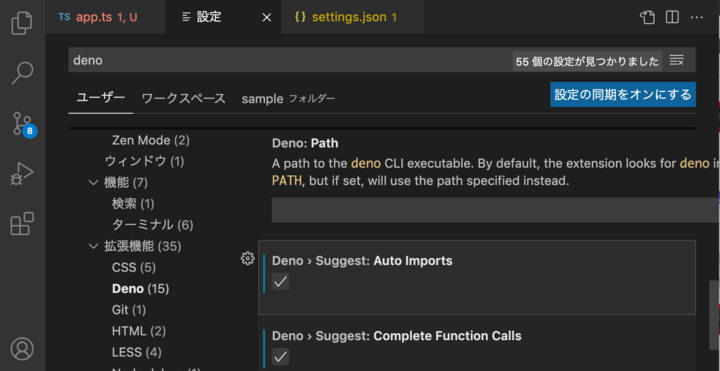 TS app.ts 1, U
設定
{ } settings.json 1
deno
55 個の設定が見つかりました
ユーザー
ワークスペース
sample フォルダー
設定の同期をオンにする
8
Zen Mode (2)
ウィンドウ (1)
機能 (7)
検索 (1)
ターミナル (6)
拡張機能 (35)
CSS (5)
Deno (15)
Git (1)
HTML (2)
LESS (4)
Deno: Path
A path to the deno CLI executable. By default, the extension looks for deno in
PATH, but if set, will use the path specified instead.
Deno › Suggest: Auto Imports
Deno › Suggest: Complete Function Calls